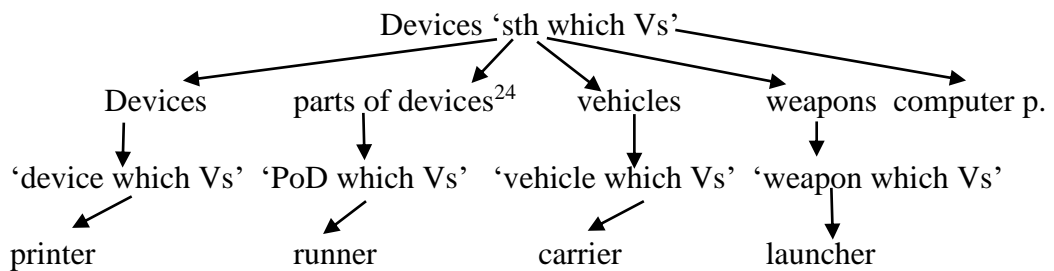 Devices ‘sth which Vs’
Devices parts of devices24 vehicles weapons computer p.
‘device which Vs’ ‘PoD which Vs’ ‘vehicle which Vs’ ‘weapon which Vs’
printer runner carrier launcher